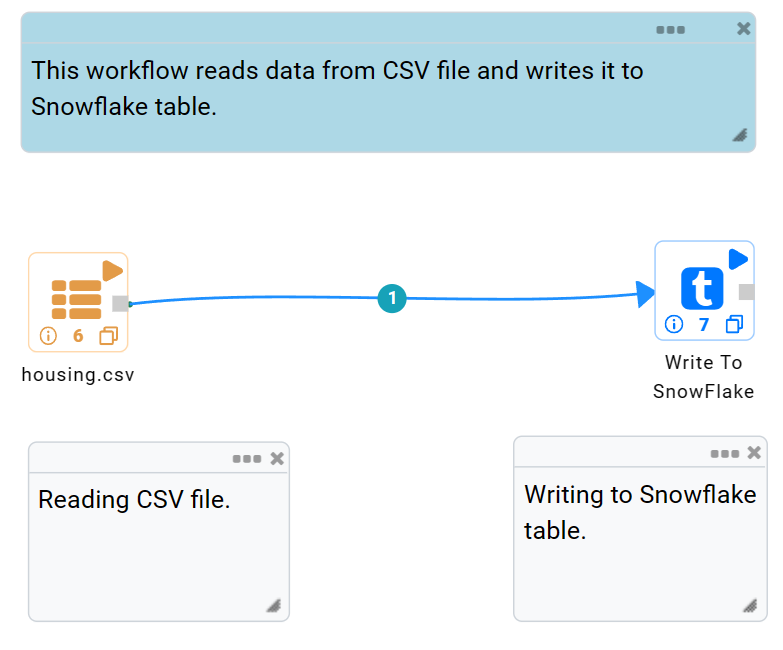 This workflow reads data from CSV file and writes it to
Snowflake table.
1
6
t
7
housing.csv
Write To
SnowFlake
Reading CSV file.
Writing to Snowflake
table.